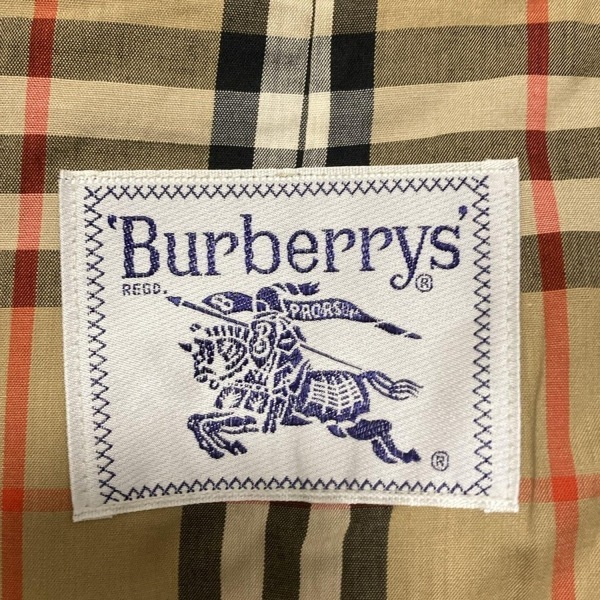 'Burberrys'
REGD. ®
B PRORSUM
®